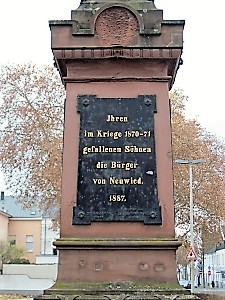 Ihren
im Kriege 1870-71
gefallenen Söhnen
die Bürger
von Neuwied.
1887.